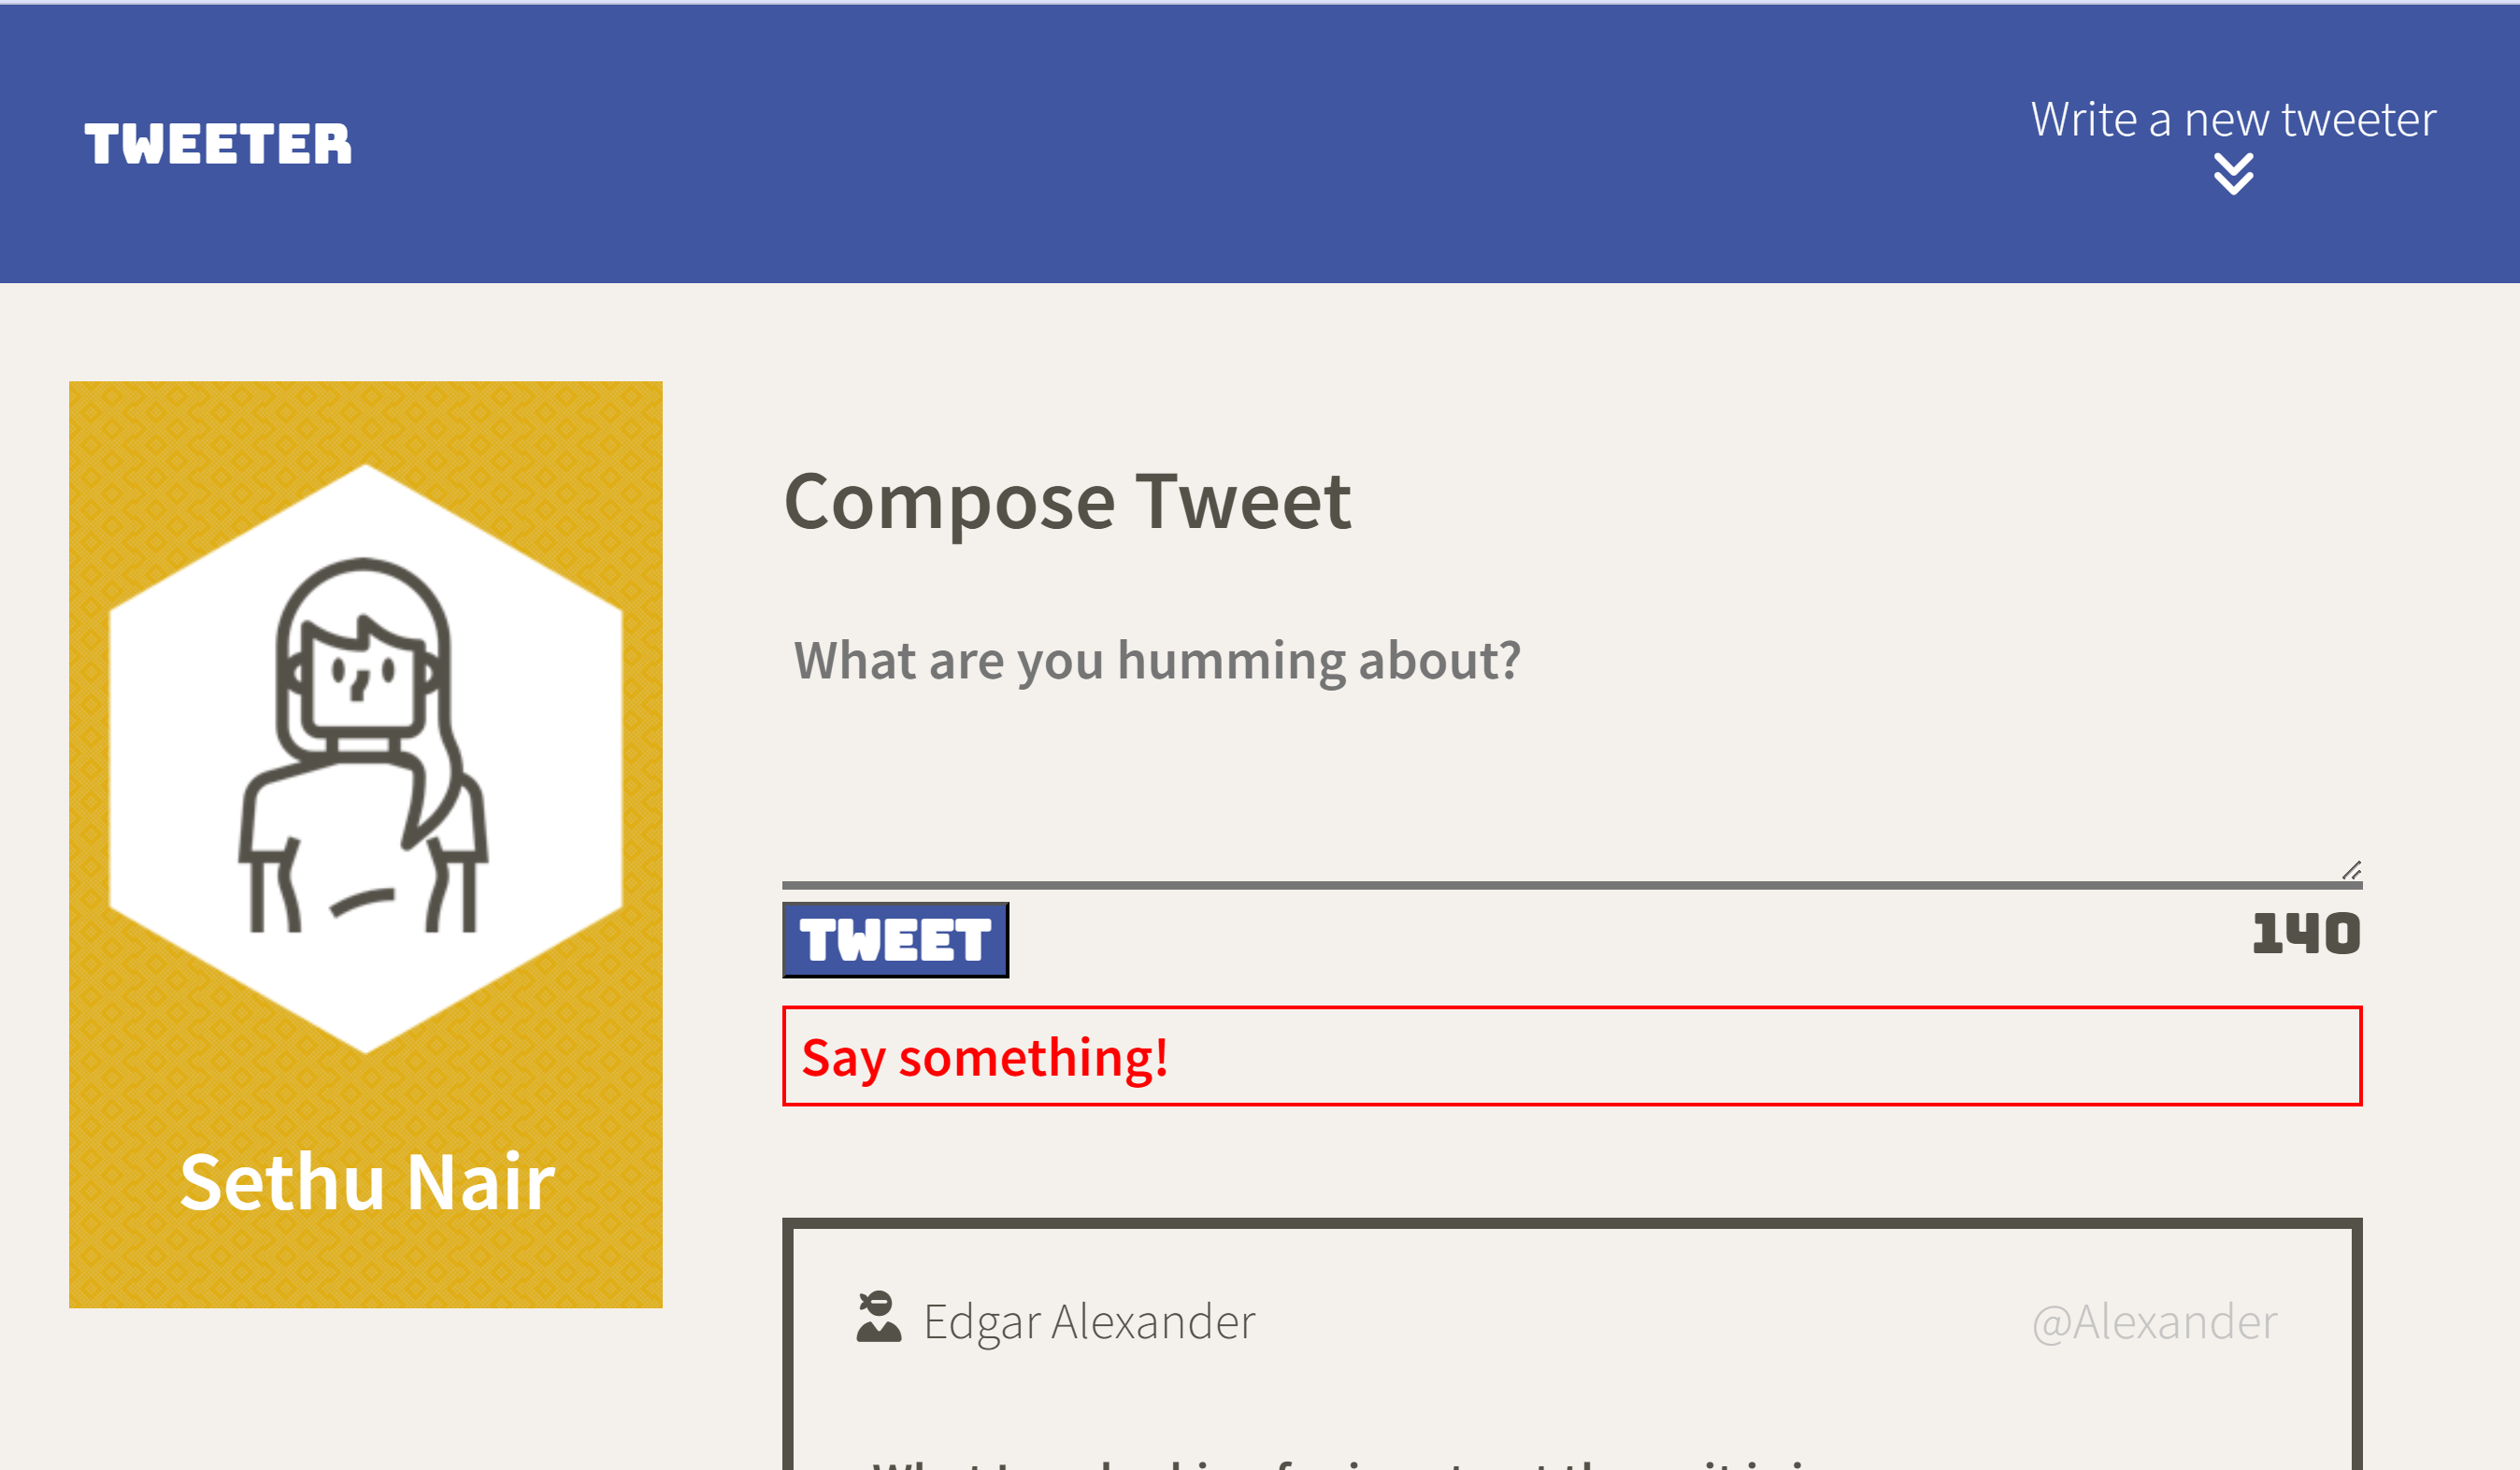 TWEETER
Write a new tweeter
Compose Tweet
What are you humming about?
TWEET
140
Say something!
Sethu Nair
Edgar Alexander
@Alexander